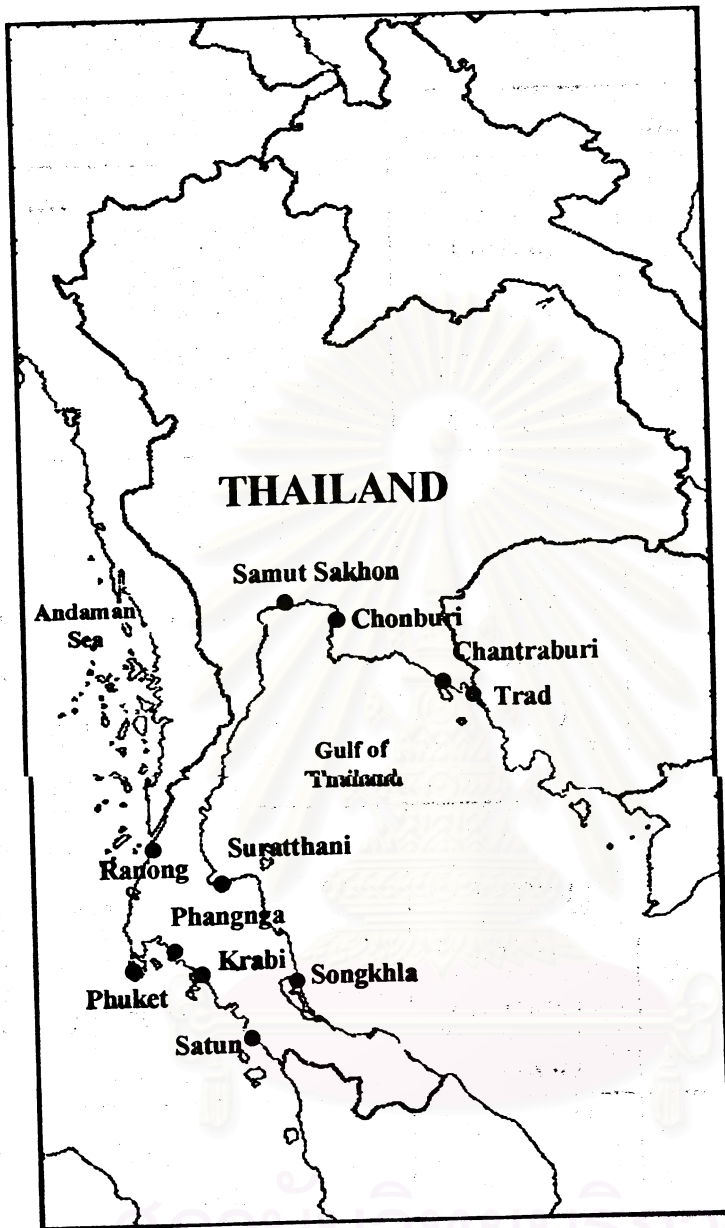 THAILAND
Samut Sakhon
Andaman
Sea
Chonburi
Chantraburi
Trad
Gulf of
Thailand
Suratthani
Ranong
Phangnga
Krabi
Songkhla
Phuket
Satun